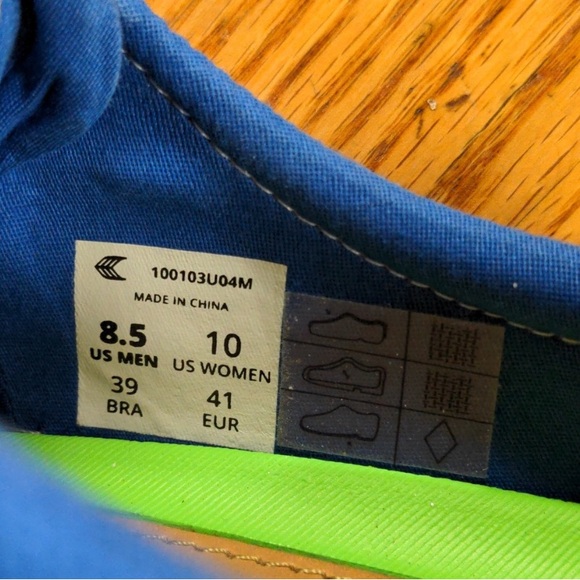 100103U04M
MADE IN CHINA
8.5 10
US MEN US WOMEN
39 41
BRA EUR